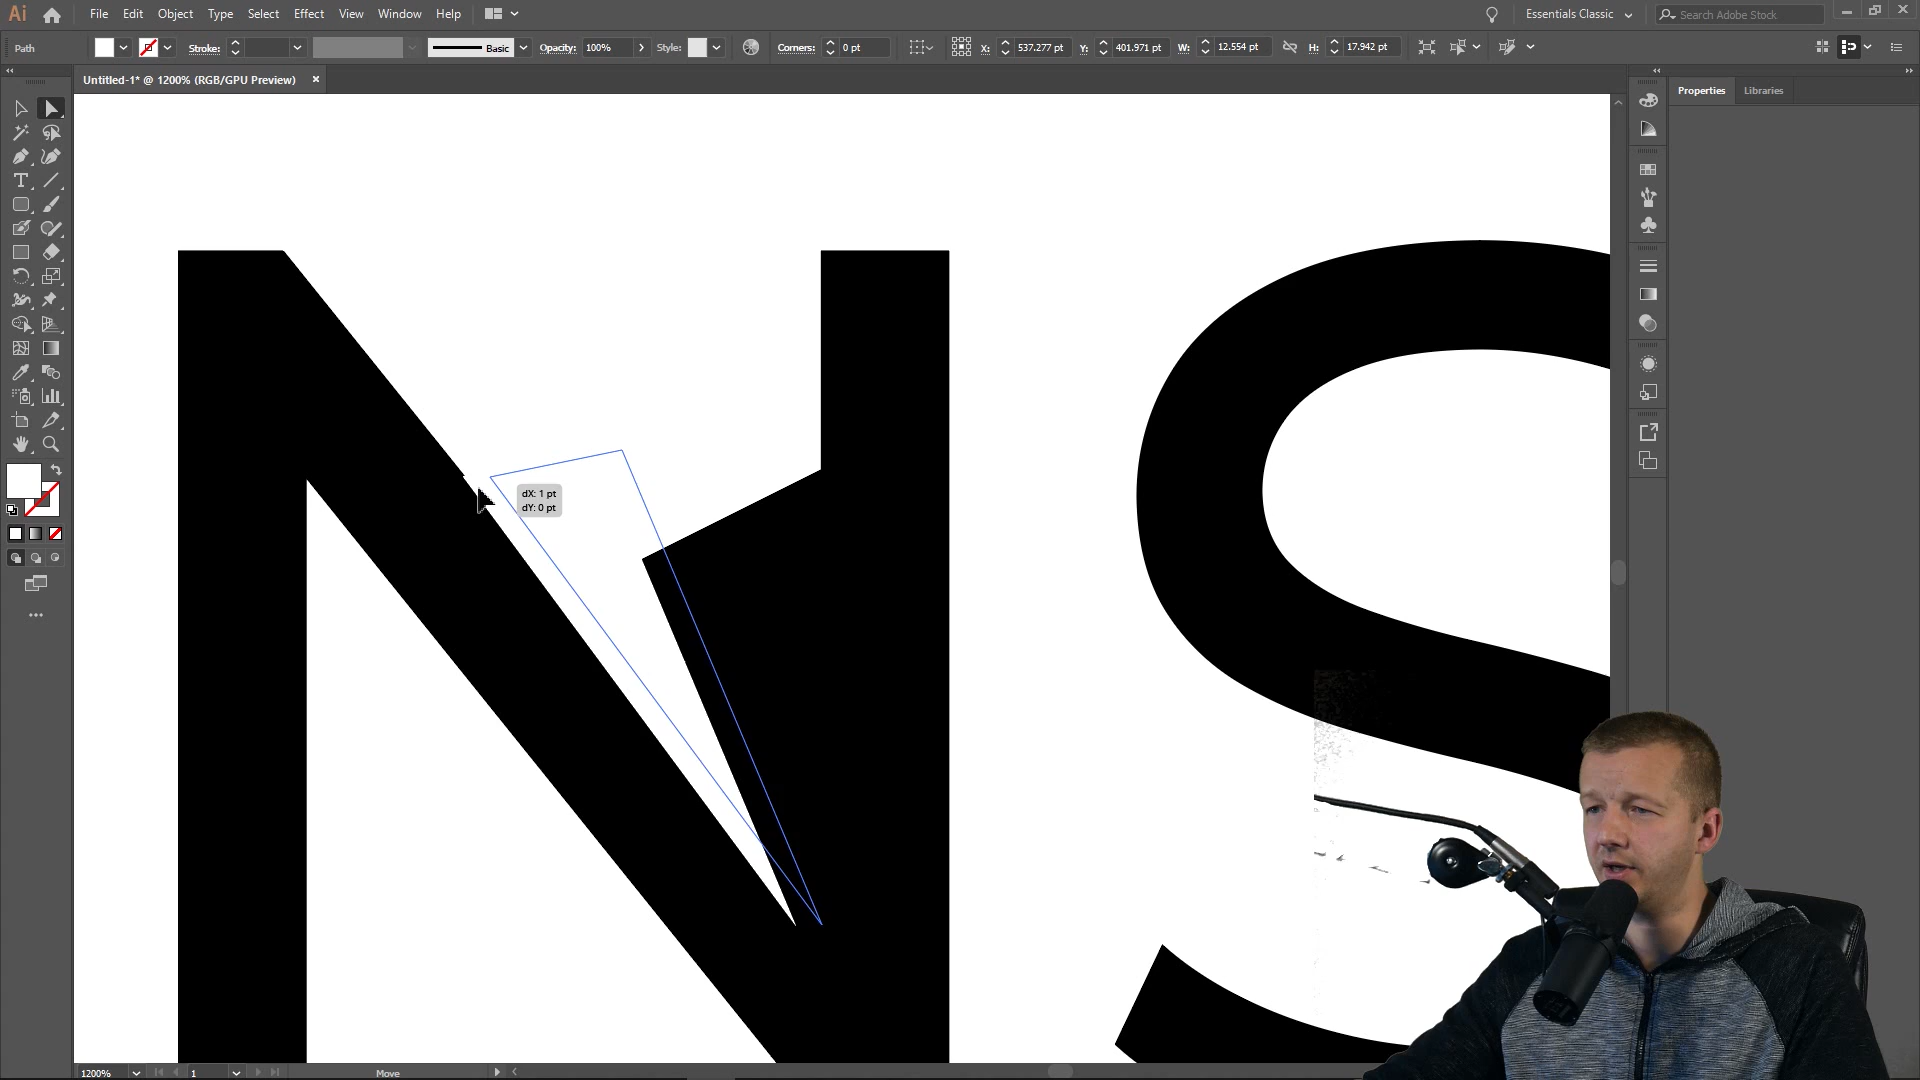 Ai File Edit Object Type Select Effect View Window Help Essentials Classic Search Adobe Stock
Path Stroke: Basic Opacity: 100% Style: Corners: 0 pt X: 537.277 pt Y: 401.971 pt W: 12.554 pt H: 17.942 pt
Untitled-1* @ 1200% (RGB/GPU Preview) ×
Properties Libraries
NS
dX: 1 pt
dY: 0 pt
1200% 1 Move